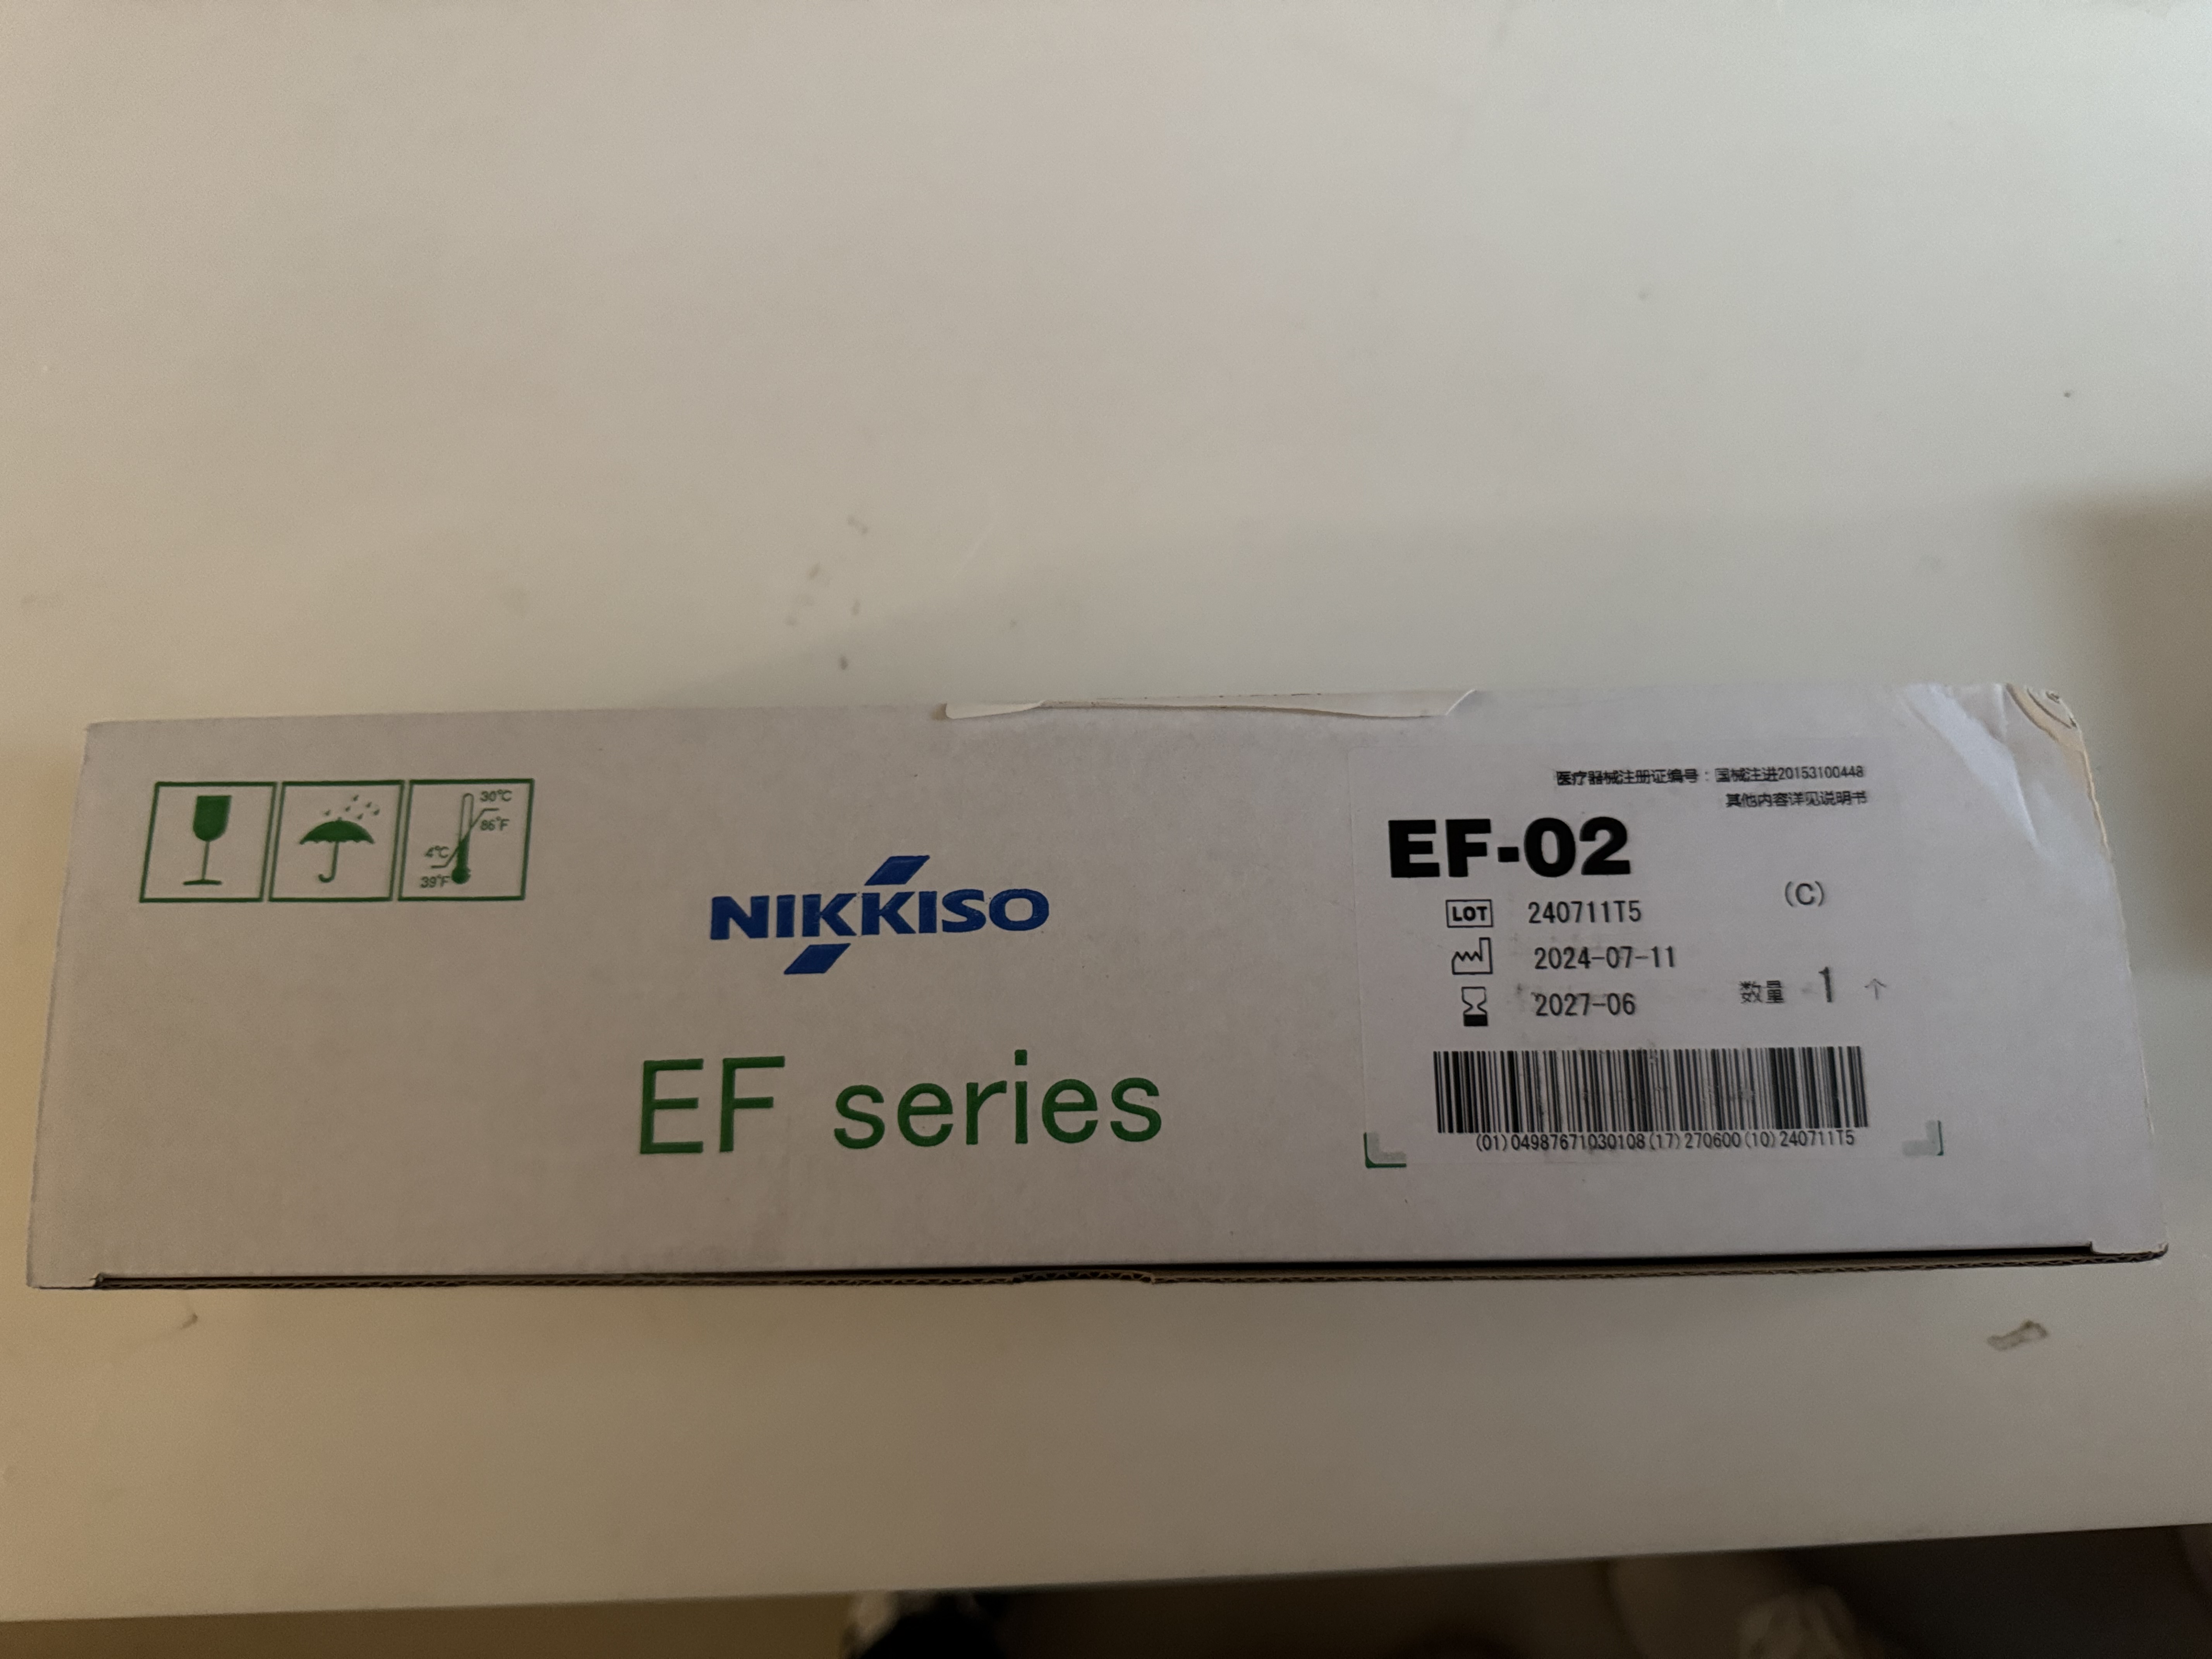 30℃
86°F
4℃
39°F
NIKKISO
EF series
医疗器械注册证编号：国械注进20153100448
其他内容详见说明书
EF-02
(C)
LOT 240711T5
2024-07-11
2027-06
数量 1 个
(01)04987671030108(17)270600(10)240711T5